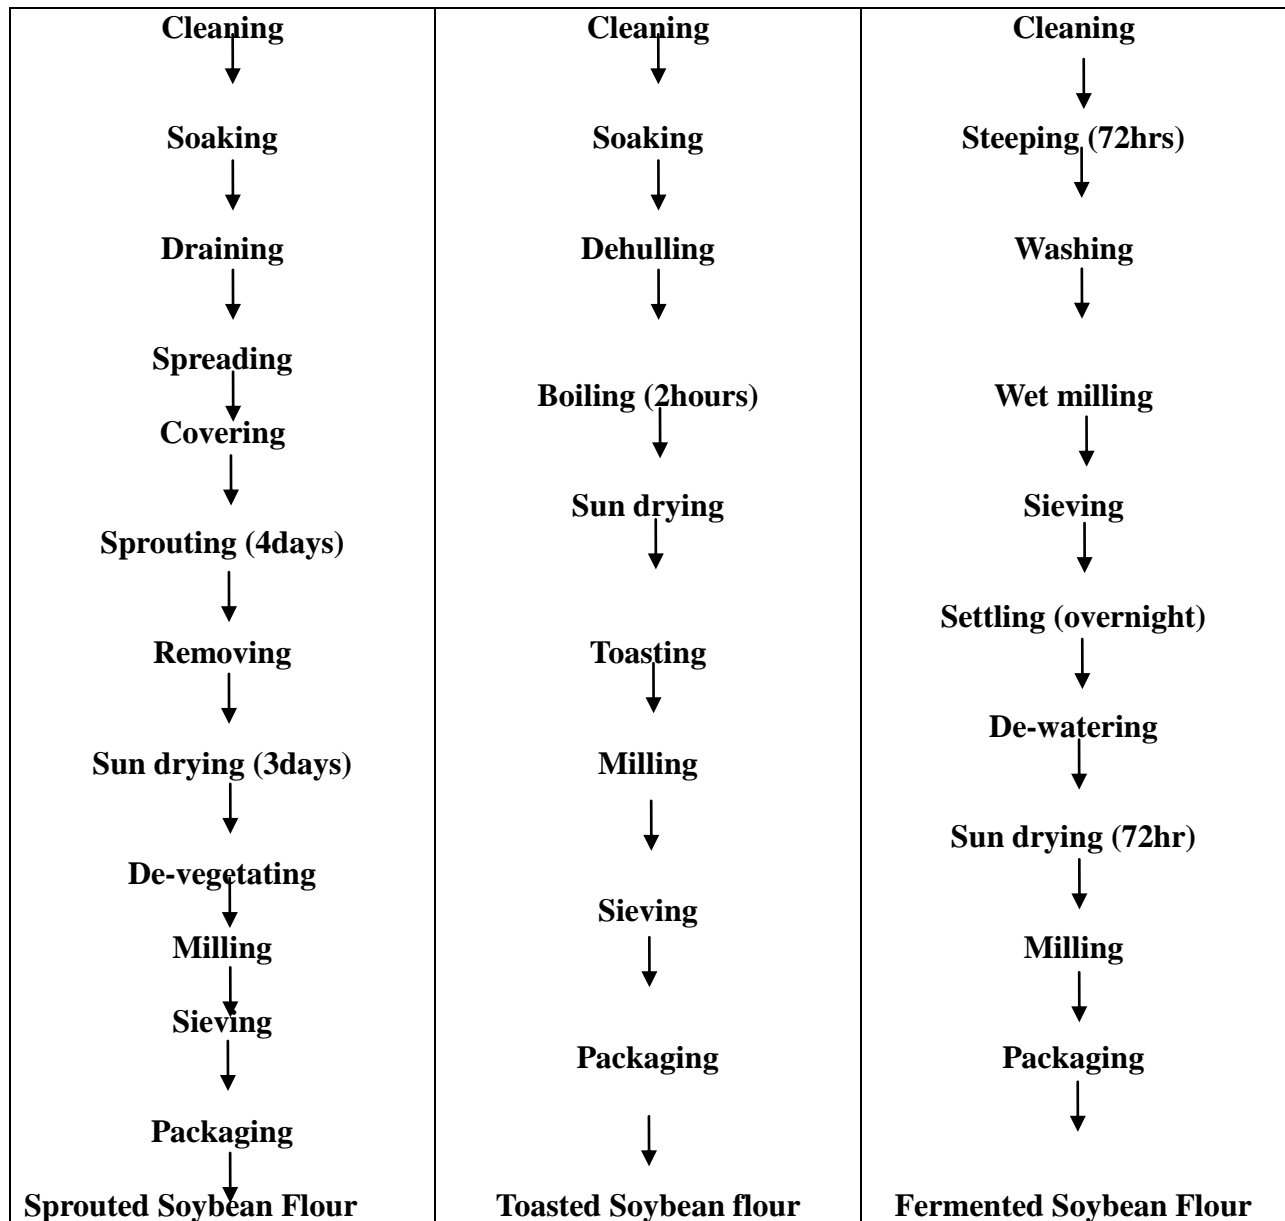 Cleaning
Soaking
Draining
Spreading
Covering
Sprouting (4days)
Removing
Sun drying (3days)
De-vegetating
Milling
Sieving
Packaging
Sprouted Soybean Flour
Cleaning
Soaking
Dehulling
Boiling (2hours)
Sun drying
Toasting
Milling
Sieving
Packaging
Toasted Soybean flour
Cleaning
Steeping (72hrs)
Washing
Wet milling
Sieving
Settling (overnight)
De-watering
Sun drying (72hr)
Milling
Packaging
Fermented Soybean Flour